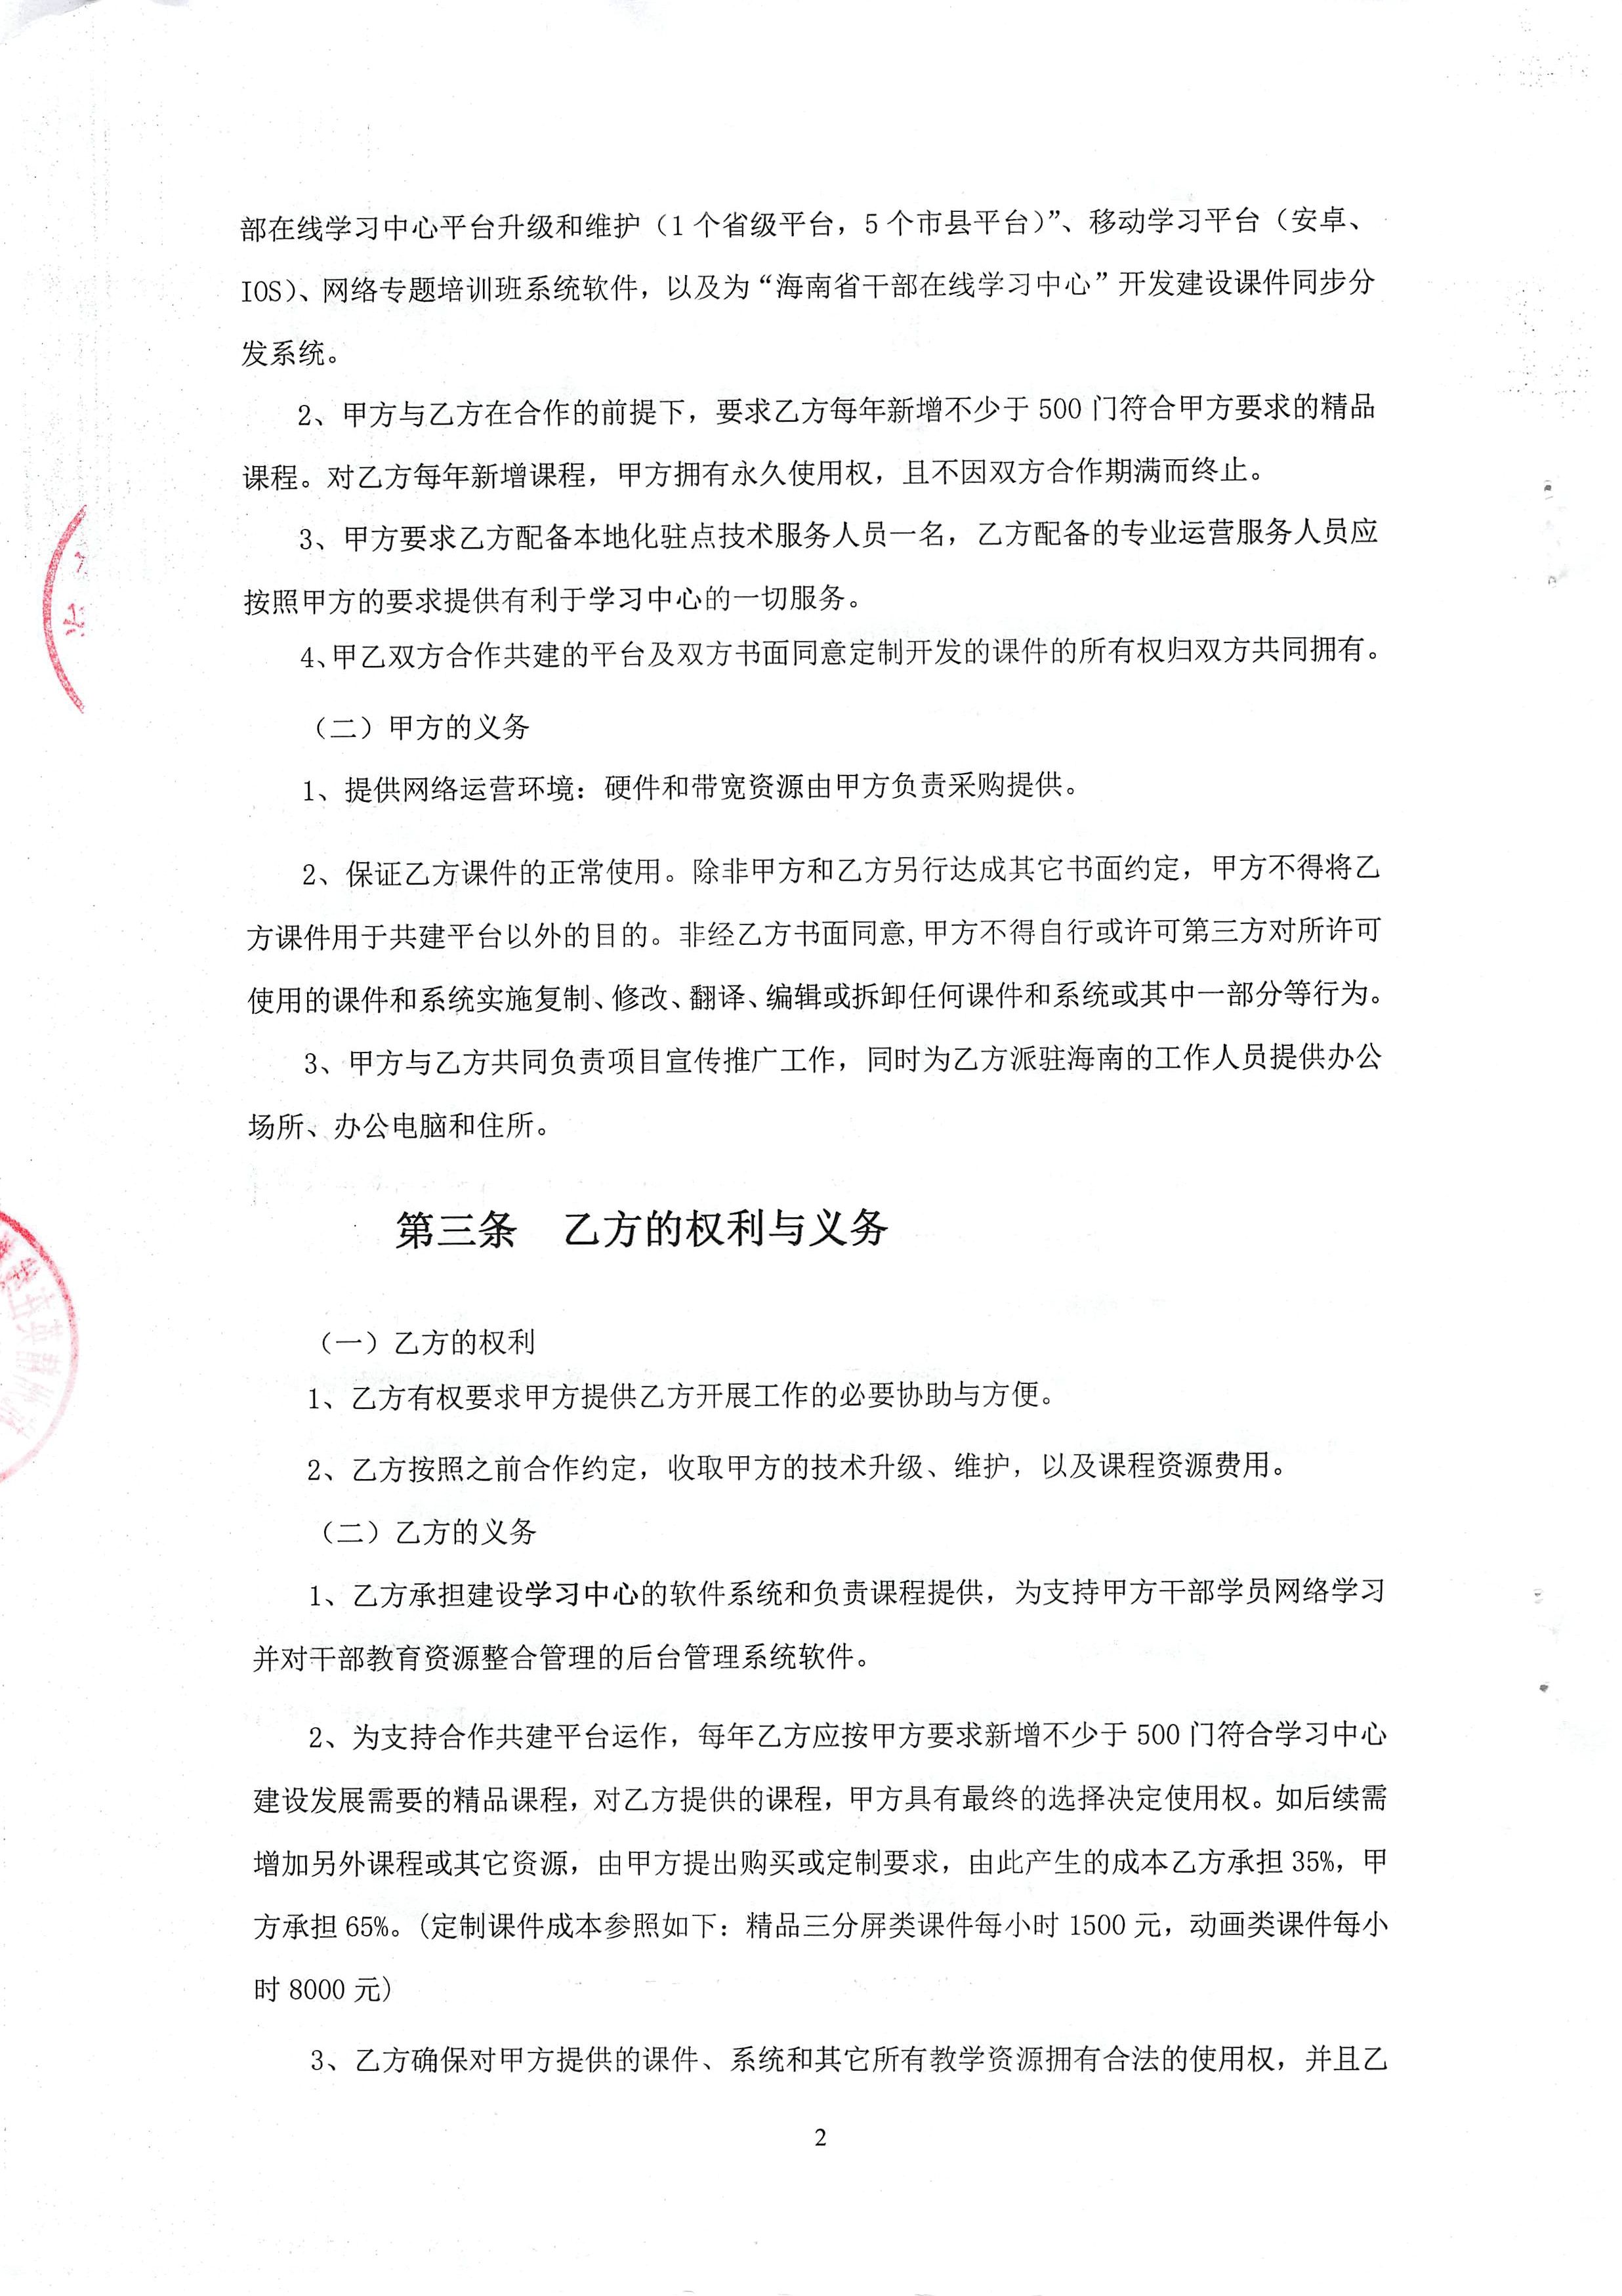 部在线学习中心平台升级和维护（1 个省级平台，5 个市县平台）”、移动学习平台（安卓、
IOS）、网络专题培训班系统软件，以及为“海南省干部在线学习中心”开发建设课件同步分
发系统。
2、甲方与乙方在合作的前提下，要求乙方每年新增不少于 500 门符合甲方要求的精品
课程。对乙方每年新增课程，甲方拥有永久使用权，且不因双方合作期满而终止。
3、甲方要求乙方配备本地化驻点技术服务人员一名，乙方配备的专业运营服务人员应
按照甲方的要求提供有利于学习中心的一切服务。
4、甲乙双方合作共建的平台及双方书面同意定制开发的课件的所有权归双方共同拥有。
（二）甲方的义务
1、提供网络运营环境：硬件和带宽资源由甲方负责采购提供。
2、保证乙方课件的正常使用。除非甲方和乙方另行达成其它书面约定，甲方不得将乙
方课件用于共建平台以外的目的。非经乙方书面同意,甲方不得自行或许可第三方对所许可
使用的课件和系统实施复制、修改、翻译、编辑或拆卸任何课件和系统或其中一部分等行为。
3、甲方与乙方共同负责项目宣传推广工作，同时为乙方派驻海南的工作人员提供办公
场所、办公电脑和住所。
第三条　乙方的权利与义务
（一）乙方的权利
1、乙方有权要求甲方提供乙方开展工作的必要协助与方便。
2、乙方按照之前合作约定，收取甲方的技术升级、维护，以及课程资源费用。
（二）乙方的义务
1、乙方承担建设学习中心的软件系统和负责课程提供，为支持甲方干部学员网络学习
并对干部教育资源整合管理的后台管理系统软件。
2、为支持合作共建平台运作，每年乙方应按甲方要求新增不少于 500 门符合学习中心
建设发展需要的精品课程，对乙方提供的课程，甲方具有最终的选择决定使用权。如后续需
增加另外课程或其它资源，由甲方提出购买或定制要求，由此产生的成本乙方承担 35%，甲
方承担 65%。(定制课件成本参照如下：精品三分屏类课件每小时 1500 元，动画类课件每小
时 8000 元)
3、乙方确保对甲方提供的课件、系统和其它所有教学资源拥有合法的使用权，并且乙
2